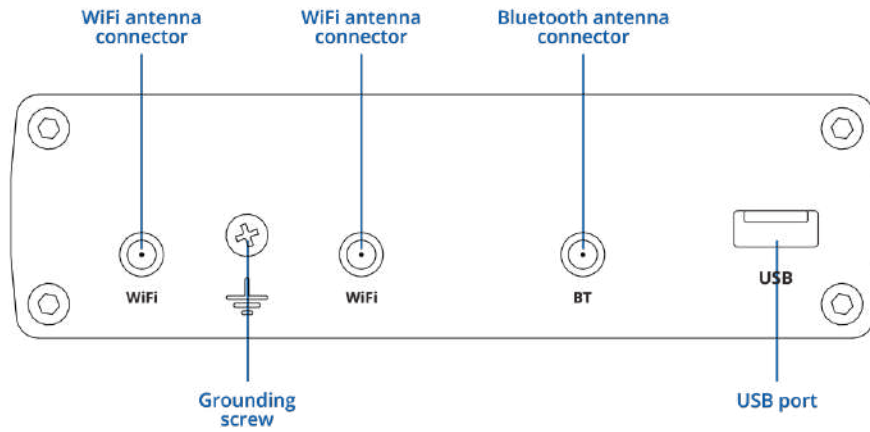 WiFi antenna
connector
WiFi antenna
connector
Bluetooth antenna
connector
WiFi
WiFi
BT
USB
Grounding
screw
USB port